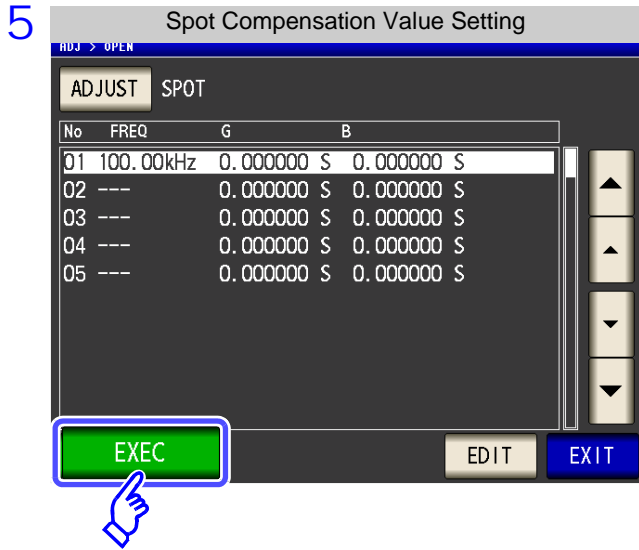 5
Spot Compensation Value Setting
ADJ > OPEN
ADJUST SPOT
No FREQ G B
01 100.00kHz 0.000000 S 0.000000 S
02 --- 0.000000 S 0.000000 S
03 --- 0.000000 S 0.000000 S
04 --- 0.000000 S 0.000000 S
05 --- 0.000000 S 0.000000 S
EXEC EDIT EXIT